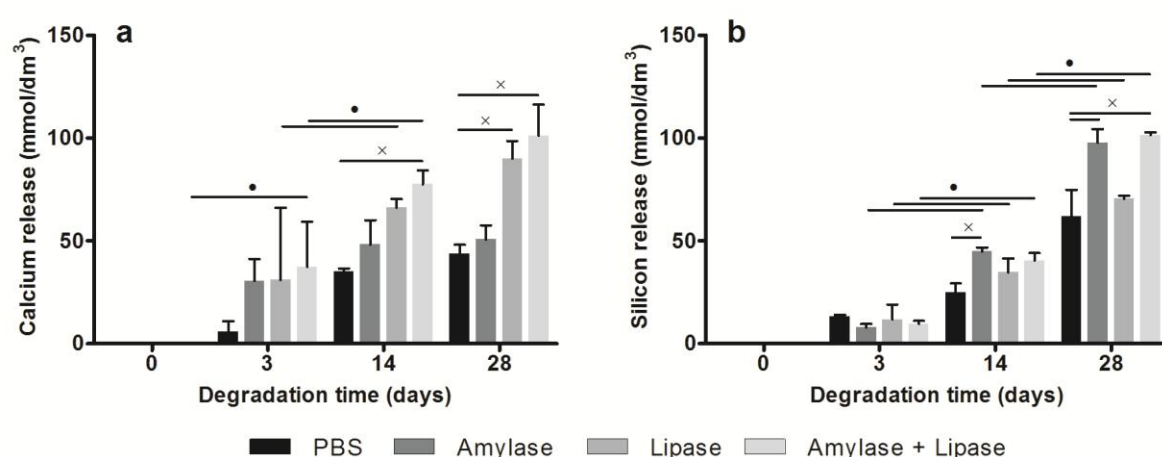 a
Calcium release (mmol/dm³)
150
100
50
0
•
•
×
×
×
0 3 14 28
Degradation time (days)
b
Silicon release (mmol/dm³)
150
100
50
0
•
×
•
×
0 3 14 28
Degradation time (days)
PBS Amylase Lipase Amylase + Lipase